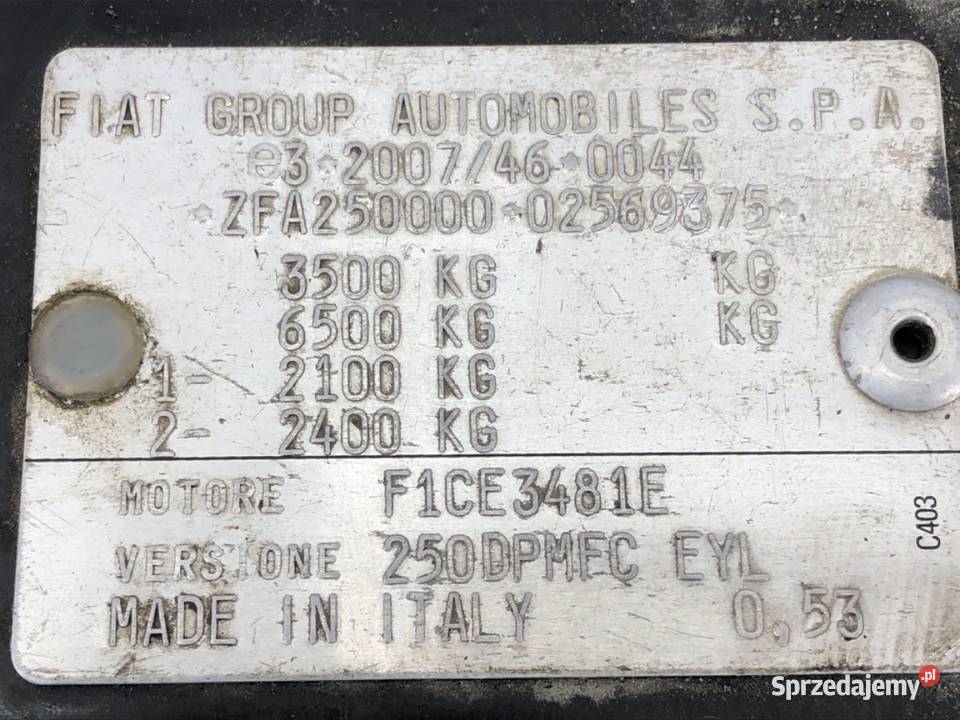 FIAT GROUP AUTOMOBILES S.P.A.
e3*2007/46*0044
*ZFA250000*02569375*
3500 KG KG
6500 KG KG
1- 2100 KG
2- 2400 KG
MOTORE F1CE3481E
VERSIONE 250DPMFC EYL
MADE IN ITALY 0,53
C403
Sprzedajemy.pl